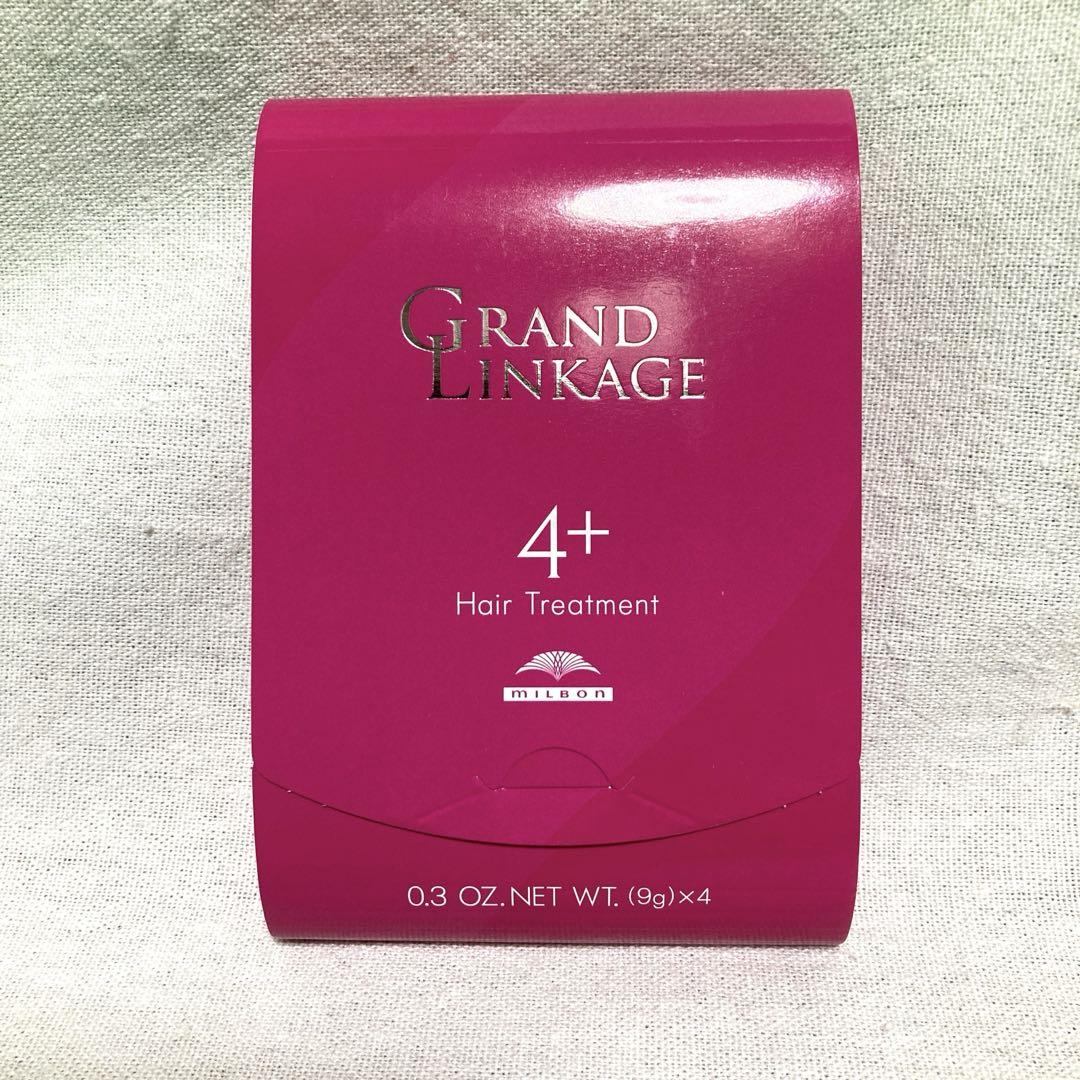 GRAND
LINKAGE
4+
Hair Treatment
MILBON
0.3 OZ. NET WT. (9g)×4